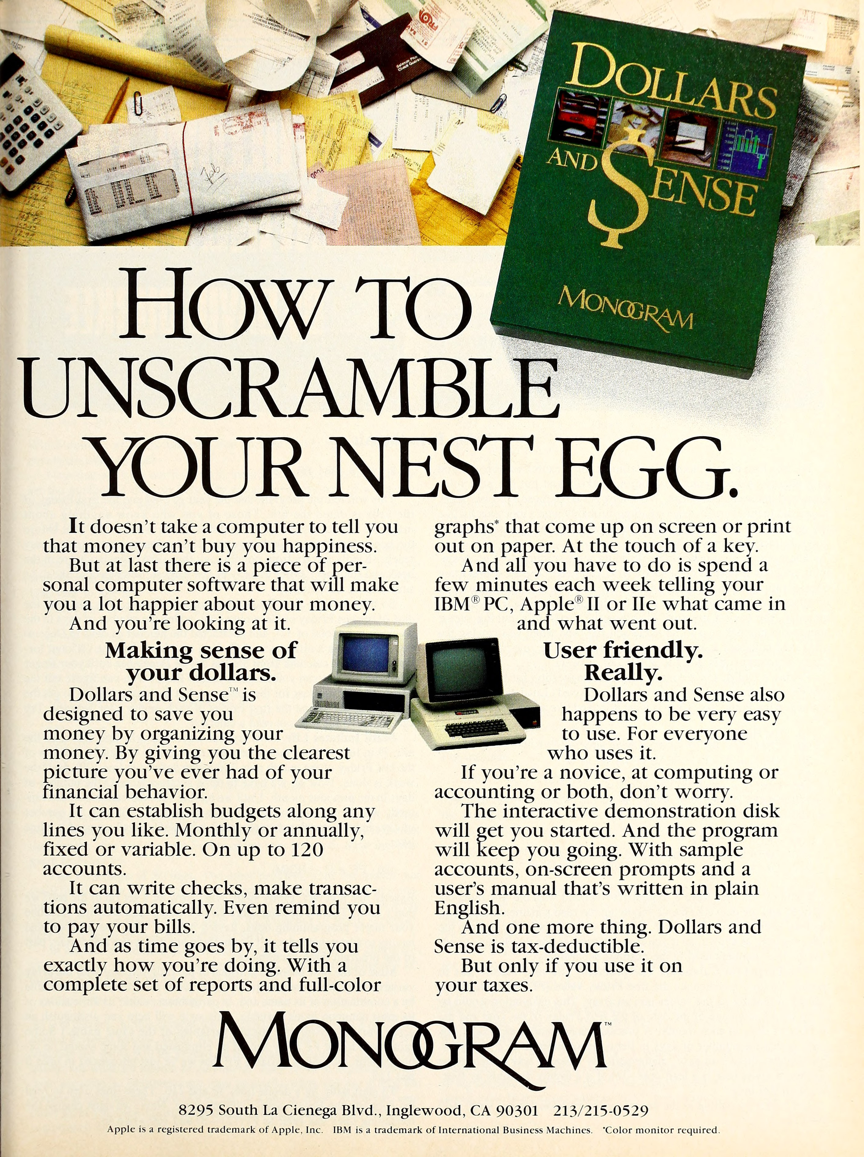 DOLLARS
AND $ENSE
MONOGRAM
HOW TO
UNSCRAMBLE
YOUR NEST EGG.
It doesn't take a computer to tell you
that money can't buy you happiness.
But at last there is a piece of per-
sonal computer software that will make
you a lot happier about your money.
And you're looking at it.
Making sense of
your dollars.
Dollars and Sense™ is
designed to save you
money by organizing your
money. By giving you the clearest
picture you've ever had of your
financial behavior.
It can establish budgets along any
lines you like. Monthly or annually,
fixed or variable. On up to 120
accounts.
It can write checks, make transac-
tions automatically. Even remind you
to pay your bills.
And as time goes by, it tells you
exactly how you're doing. With a
complete set of reports and full-color
graphs* that come up on screen or print
out on paper. At the touch of a key.
And all you have to do is spend a
few minutes each week telling your
IBM® PC, Apple® II or IIe what came in
and what went out.
User friendly.
Really.
Dollars and Sense also
happens to be very easy
to use. For everyone
who uses it.
If you're a novice, at computing or
accounting or both, don't worry.
The interactive demonstration disk
will get you started. And the program
will keep you going. With sample
accounts, on-screen prompts and a
user's manual that's written in plain
English.
And one more thing. Dollars and
Sense is tax-deductible.
But only if you use it on
your taxes.
MONOGRAM™
8295 South La Cienega Blvd., Inglewood, CA 90301 213/215-0529
Apple is a registered trademark of Apple, Inc. IBM is a trademark of International Business Machines. *Color monitor required.